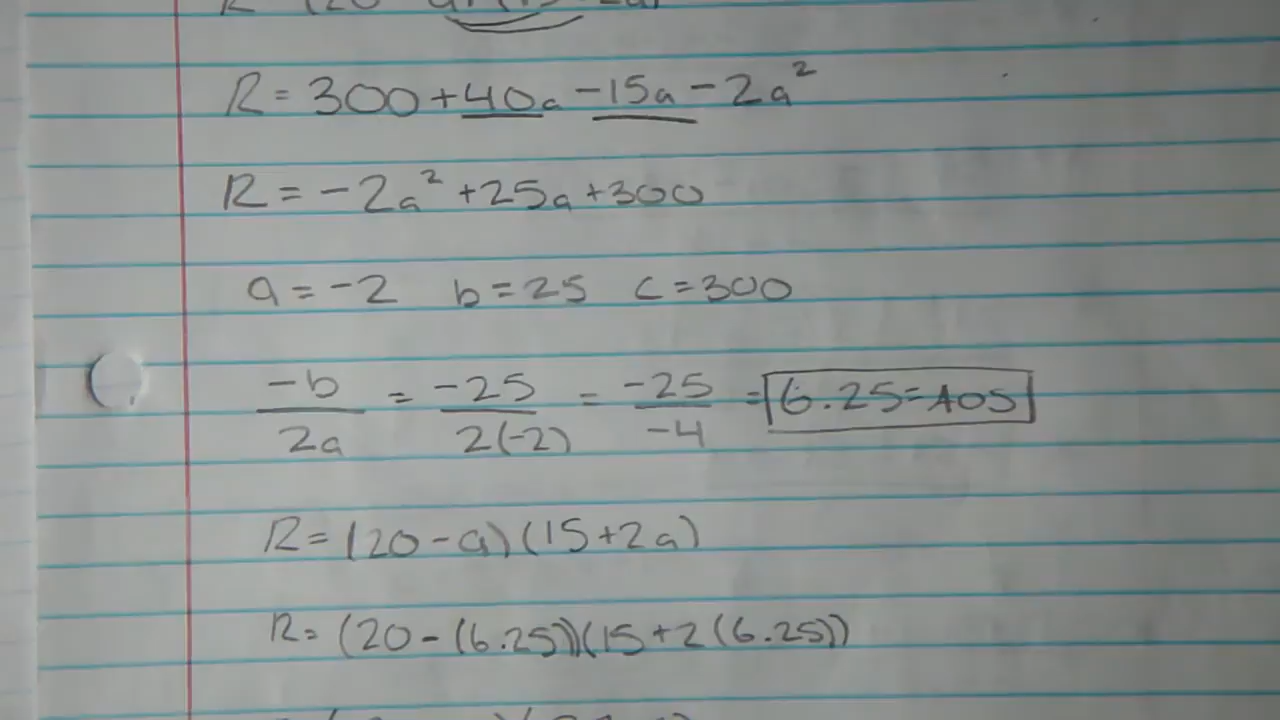 R = 300 + 40a - 15a - 2a²
R = -2a² + 25a + 300
a = -2 b = 25 c = 300
-b/2a = -25/2(-2) = -25/-4 = 6.25 = AOS
R = (20 - a)(15 + 2a)
R = (20 - (6.25))(15 + 2(6.25))